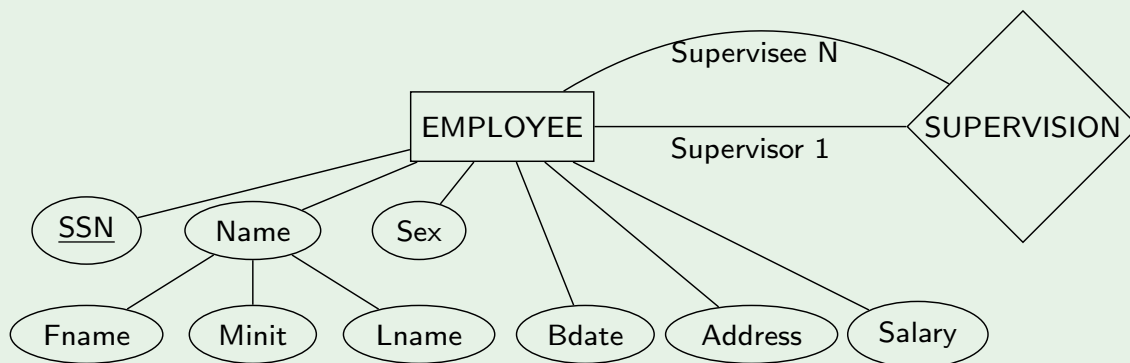 Supervisee N
EMPLOYEE
SUPERVISION
Supervisor 1
SSN
Name
Sex
Fname
Minit
Lname
Bdate
Address
Salary